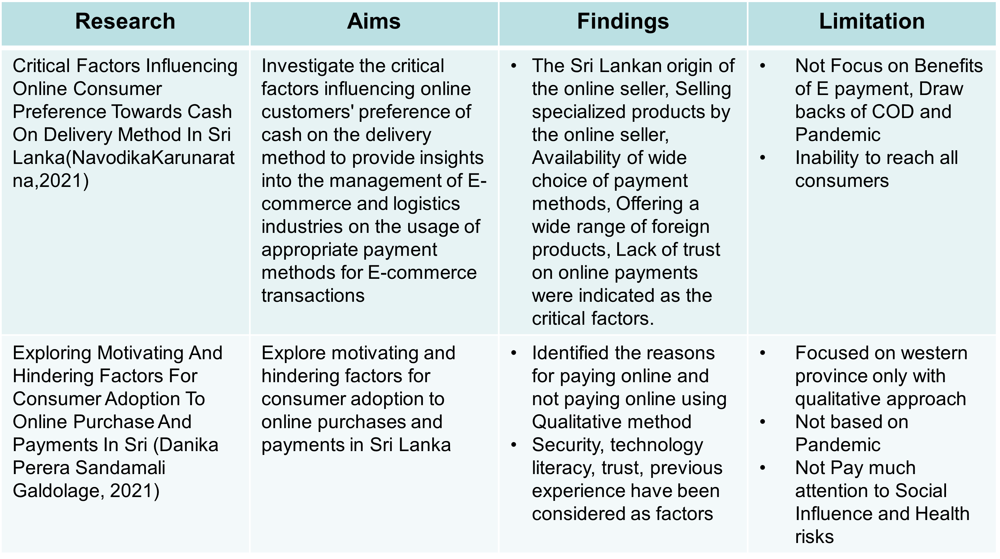 Research
Aims
Findings
Limitation
Critical Factors Influencing
Online Consumer
Preference Towards Cash
On Delivery Method In Sri
Lanka(NavodikaKarunarat
na,2021)
Investigate the critical
factors influencing online
customers' preference of
cash on the delivery
method to provide insights
into the management of E-
commerce and logistics
industries on the usage of
appropriate payment
methods for E-commerce
transactions
• The Sri Lankan origin of
the online seller, Selling
specialized products by
the online seller,
Availability of wide
choice of payment
methods, Offering a
wide range of foreign
products, Lack of trust
on online payments
were indicated as the
critical factors.
• Not Focus on Benefits
of E payment, Draw
backs of COD and
Pandemic
• Inability to reach all
consumers
Exploring Motivating And
Hindering Factors For
Consumer Adoption To
Online Purchase And
Payments In Sri (Danika
Perera Sandamali
Galdolage, 2021)
Explore motivating and
hindering factors for
consumer adoption to
online purchases and
payments in Sri Lanka
• Identified the reasons
for paying online and
not paying online using
Qualitative method
• Security, technology
literacy, trust, previous
experience have been
considered as factors
• Focused on western
province only with
qualitative approach
• Not based on
Pandemic
• Not Pay much
attention to Social
Influence and Health
risks